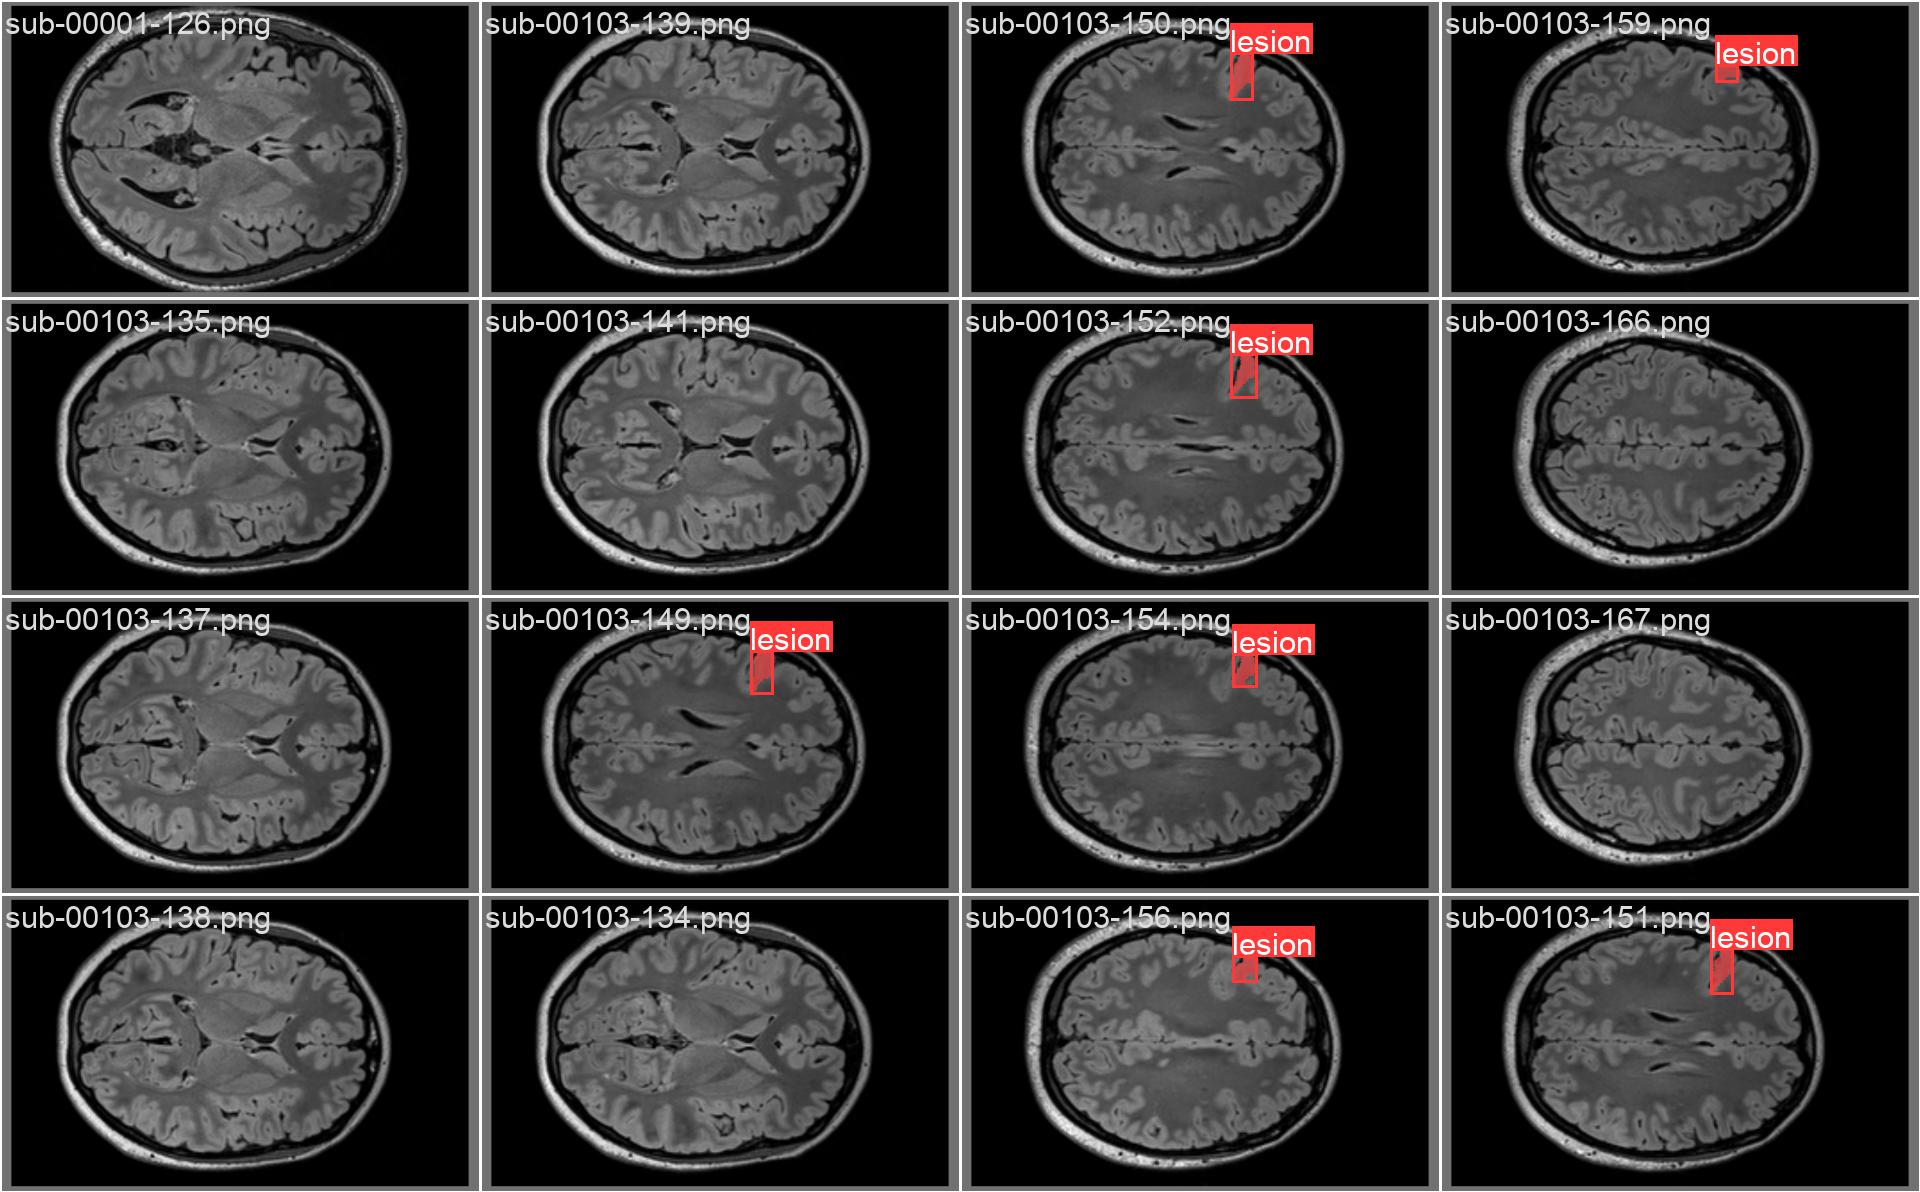 sub-00001-126.png
sub-00103-139.png
sub-00103-150.png
lesion
sub-00103-159.png
lesion
sub-00103-135.png
sub-00103-141.png
sub-00103-152.png
lesion
sub-00103-166.png
sub-00103-137.png
sub-00103-149.png
lesion
sub-00103-154.png
lesion
sub-00103-167.png
sub-00103-138.png
sub-00103-134.png
sub-00103-156.png
lesion
sub-00103-151.png
lesion